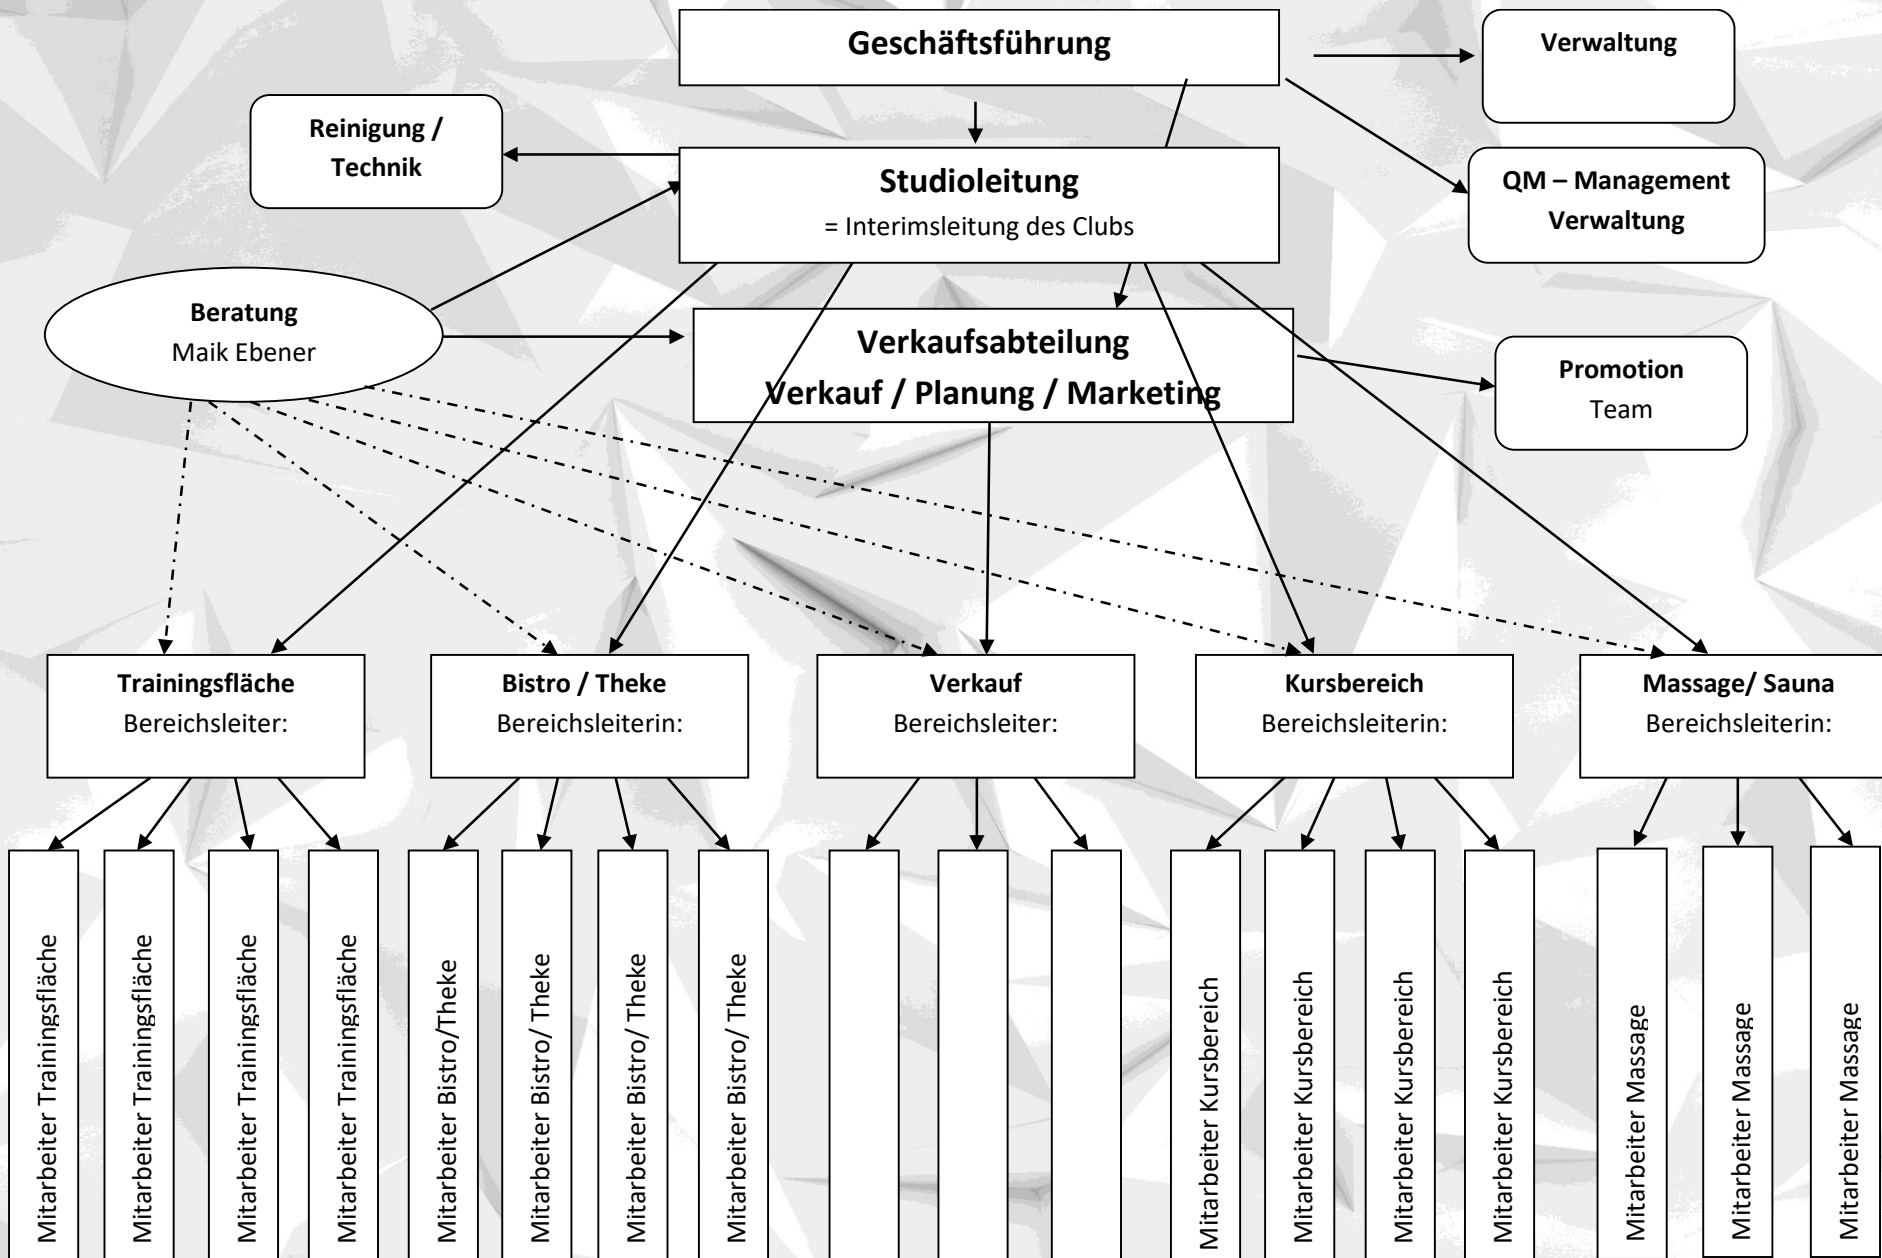 Geschäftsführung
Verwaltung
Reinigung /
Technik
Studioleitung
= Interimsleitung des Clubs
QM – Management
Verwaltung
Beratung
Maik Ebener
Verkaufsabteilung
Verkauf / Planung / Marketing
Promotion
Team
Trainingsfläche
Bereichsleiter:
Bistro / Theke
Bereichsleiterin:
Verkauf
Bereichsleiter:
Kursbereich
Bereichsleiterin:
Massage/ Sauna
Bereichsleiterin:
Mitarbeiter Trainingsfläche
Mitarbeiter Trainingsfläche
Mitarbeiter Trainingsfläche
Mitarbeiter Trainingsfläche
Mitarbeiter Bistro/Theke
Mitarbeiter Bistro/ Theke
Mitarbeiter Bistro/ Theke
Mitarbeiter Bistro/ Theke
Mitarbeiter Kursbereich
Mitarbeiter Kursbereich
Mitarbeiter Kursbereich
Mitarbeiter Kursbereich
Mitarbeiter Massage
Mitarbeiter Massage
Mitarbeiter Massage